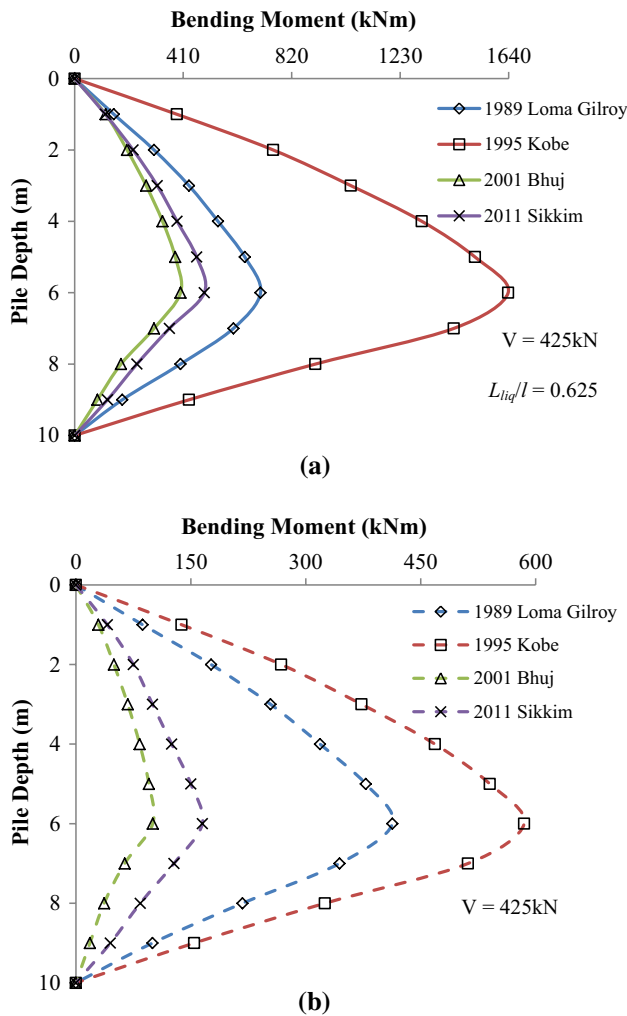 Bending Moment (kNm)
0 410 820 1230 1640
0
2
4
6
8
10
Pile Depth (m)
1989 Loma Gilroy
1995 Kobe
2001 Bhuj
2011 Sikkim
V = 425kN
Lliq/l = 0.625
(a)
Bending Moment (kNm)
0 150 300 450 600
0
2
4
6
8
10
Pile Depth (m)
1989 Loma Gilroy
1995 Kobe
2001 Bhuj
2011 Sikkim
V = 425kN
(b)